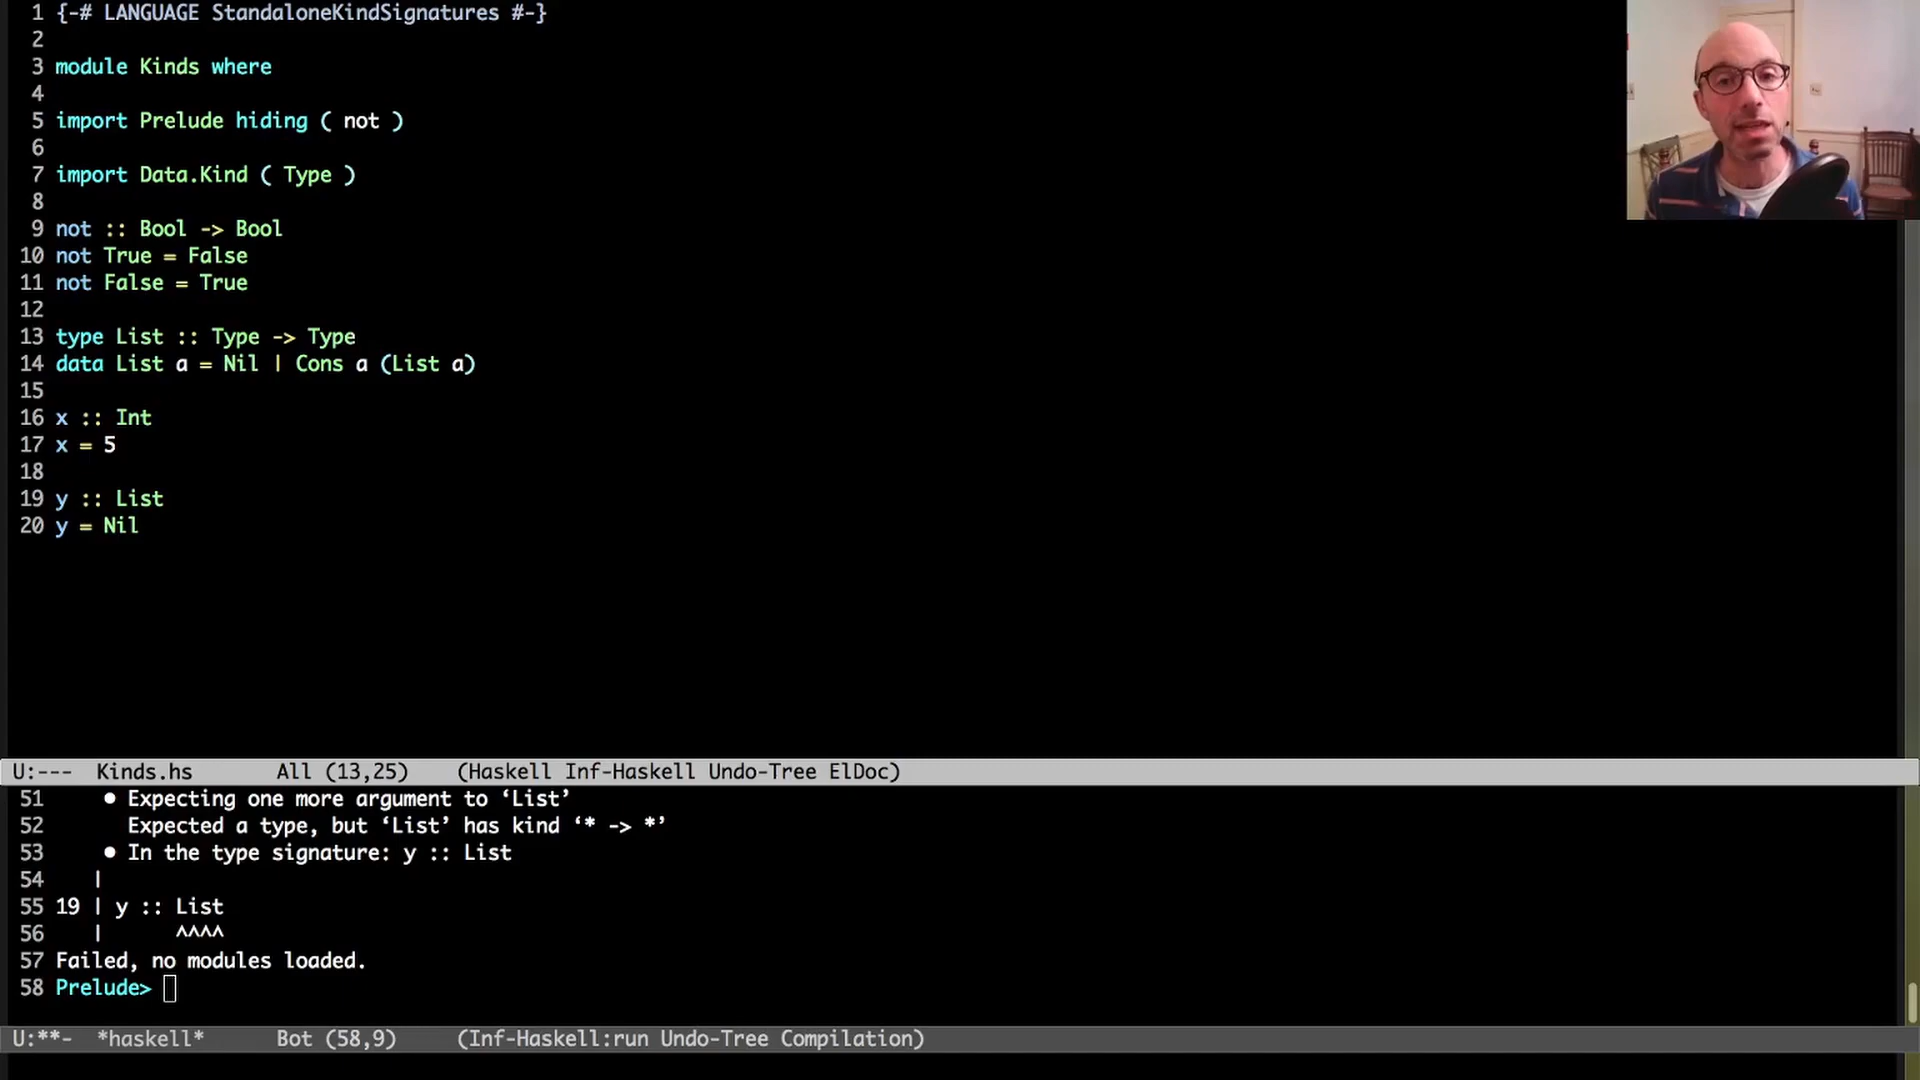 1 {-# LANGUAGE StandaloneKindSignatures #-}
2
3 module Kinds where
4
5 import Prelude hiding ( not )
6
7 import Data.Kind ( Type )
8
9 not :: Bool -> Bool
10 not True = False
11 not False = True
12
13 type List :: Type -> Type
14 data List a = Nil | Cons a (List a)
15
16 x :: Int
17 x = 5
18
19 y :: List
20 y = Nil
U:--- Kinds.hs All (13,25) (Haskell Inf-Haskell Undo-Tree ElDoc)
51 • Expecting one more argument to ‘List’
52 Expected a type, but ‘List’ has kind ‘* -> *’
53 • In the type signature: y :: List
54 |
55 19 | y :: List
56 | ^^^^
57 Failed, no modules loaded.
58 Prelude>
U:**- *haskell* Bot (58,9) (Inf-Haskell:run Undo-Tree Compilation)